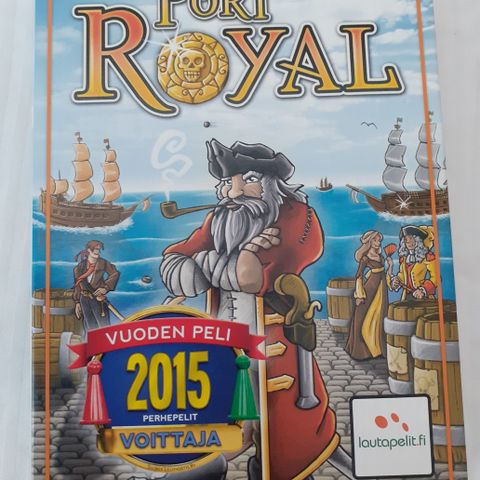 PORT
ROYAL
VUODEN PELI
2015
PERHEPELIT
VOITTAJA
lautapelit.fi